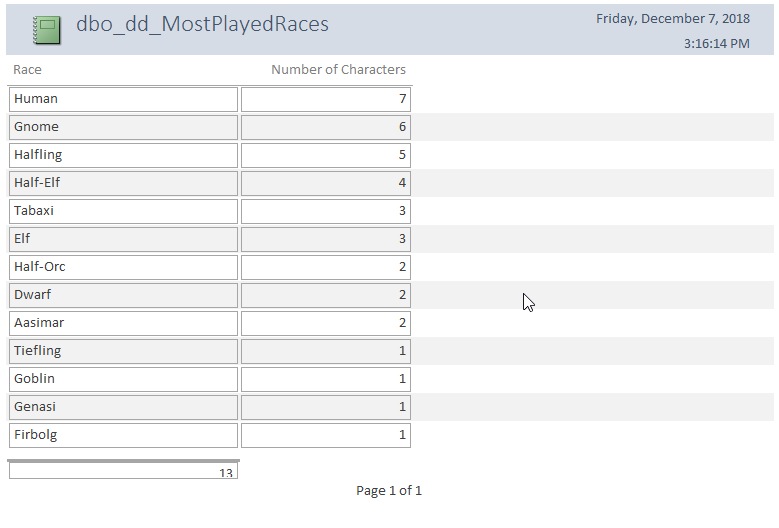 dbo_dd_MostPlayedRaces
Friday, December 7, 2018
3:16:14 PM
Race Number of Characters
Human 7
Gnome 6
Halfling 5
Half-Elf 4
Tabaxi 3
Elf 3
Half-Orc 2
Dwarf 2
Aasimar 2
Tiefling 1
Goblin 1
Genasi 1
Firbolg 1
13
Page 1 of 1